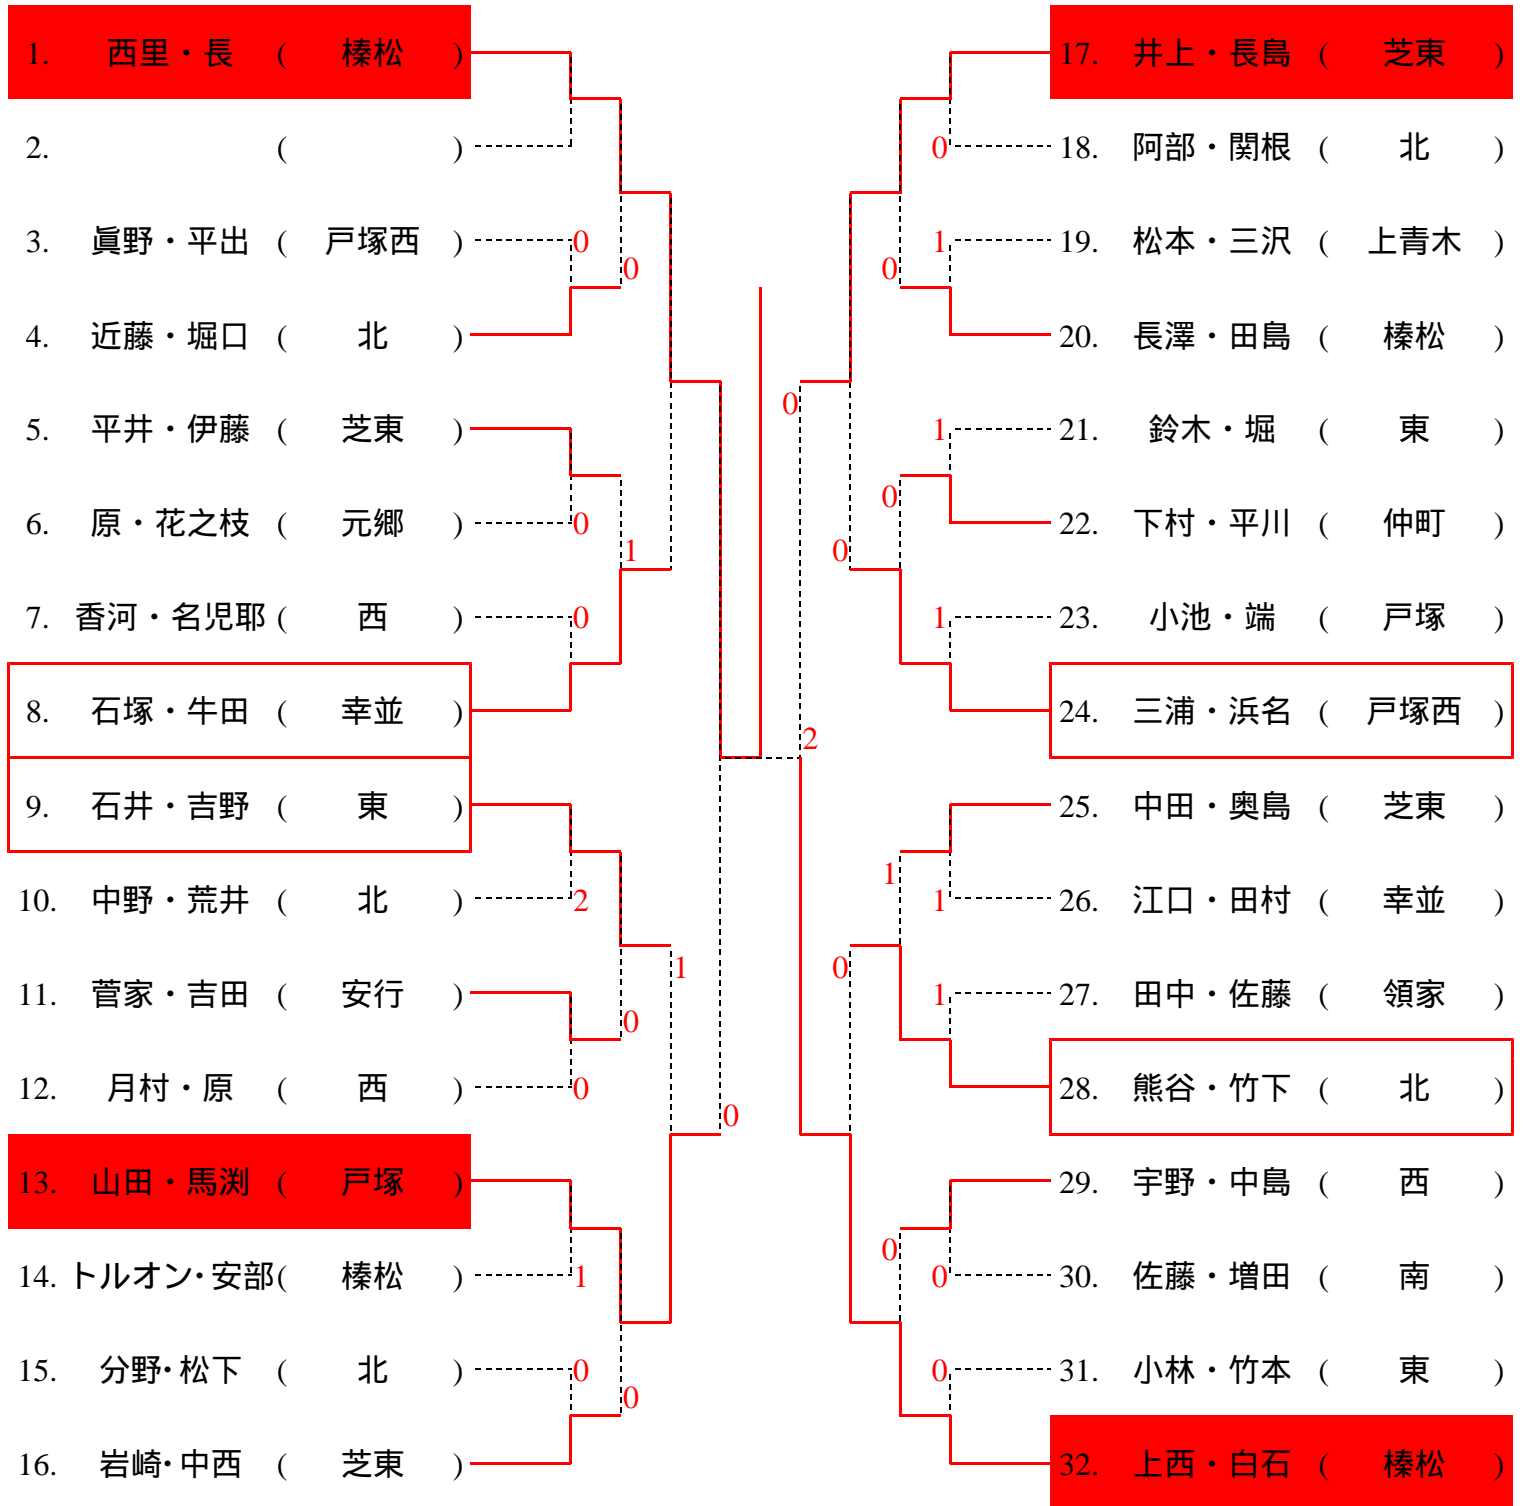 1. 西里・長 ( 榛松 )
2. ( )
3. 眞野・平出 ( 戸塚西 ) 0
0
4. 近藤・堀口 ( 北 )
5. 平井・伊藤 ( 芝東 )
6. 原・花之枝 ( 元郷 ) 0
1
7. 香河・名児耶 ( 西 ) 0
8. 石塚・牛田 ( 幸並 )
9. 石井・吉野 ( 東 )
10. 中野・荒井 ( 北 ) 2
1
11. 菅家・吉田 ( 安行 )
0
12. 月村・原 ( 西 ) 0
0
13. 山田・馬渕 ( 戸塚 )
14. トルオン・安部( 榛松 ) 1
15. 分野・松下 ( 北 ) 0
0
16. 岩崎・中西 ( 芝東 )
17. 井上・長島 ( 芝東 )
0 18. 阿部・関根 ( 北 )
1 19. 松本・三沢 ( 上青木 )
0
20. 長澤・田島 ( 榛松 )
0
1 21. 鈴木・堀 ( 東 )
0
22. 下村・平川 ( 仲町 )
0
1 23. 小池・端 ( 戸塚 )
24. 三浦・浜名 ( 戸塚西 )
2
25. 中田・奥島 ( 芝東 )
1
1 26. 江口・田村 ( 幸並 )
0
1 27. 田中・佐藤 ( 領家 )
28. 熊谷・竹下 ( 北 )
29. 宇野・中島 ( 西 )
0
0 30. 佐藤・増田 ( 南 )
0 31. 小林・竹本 ( 東 )
32. 上西・白石 ( 榛松 )